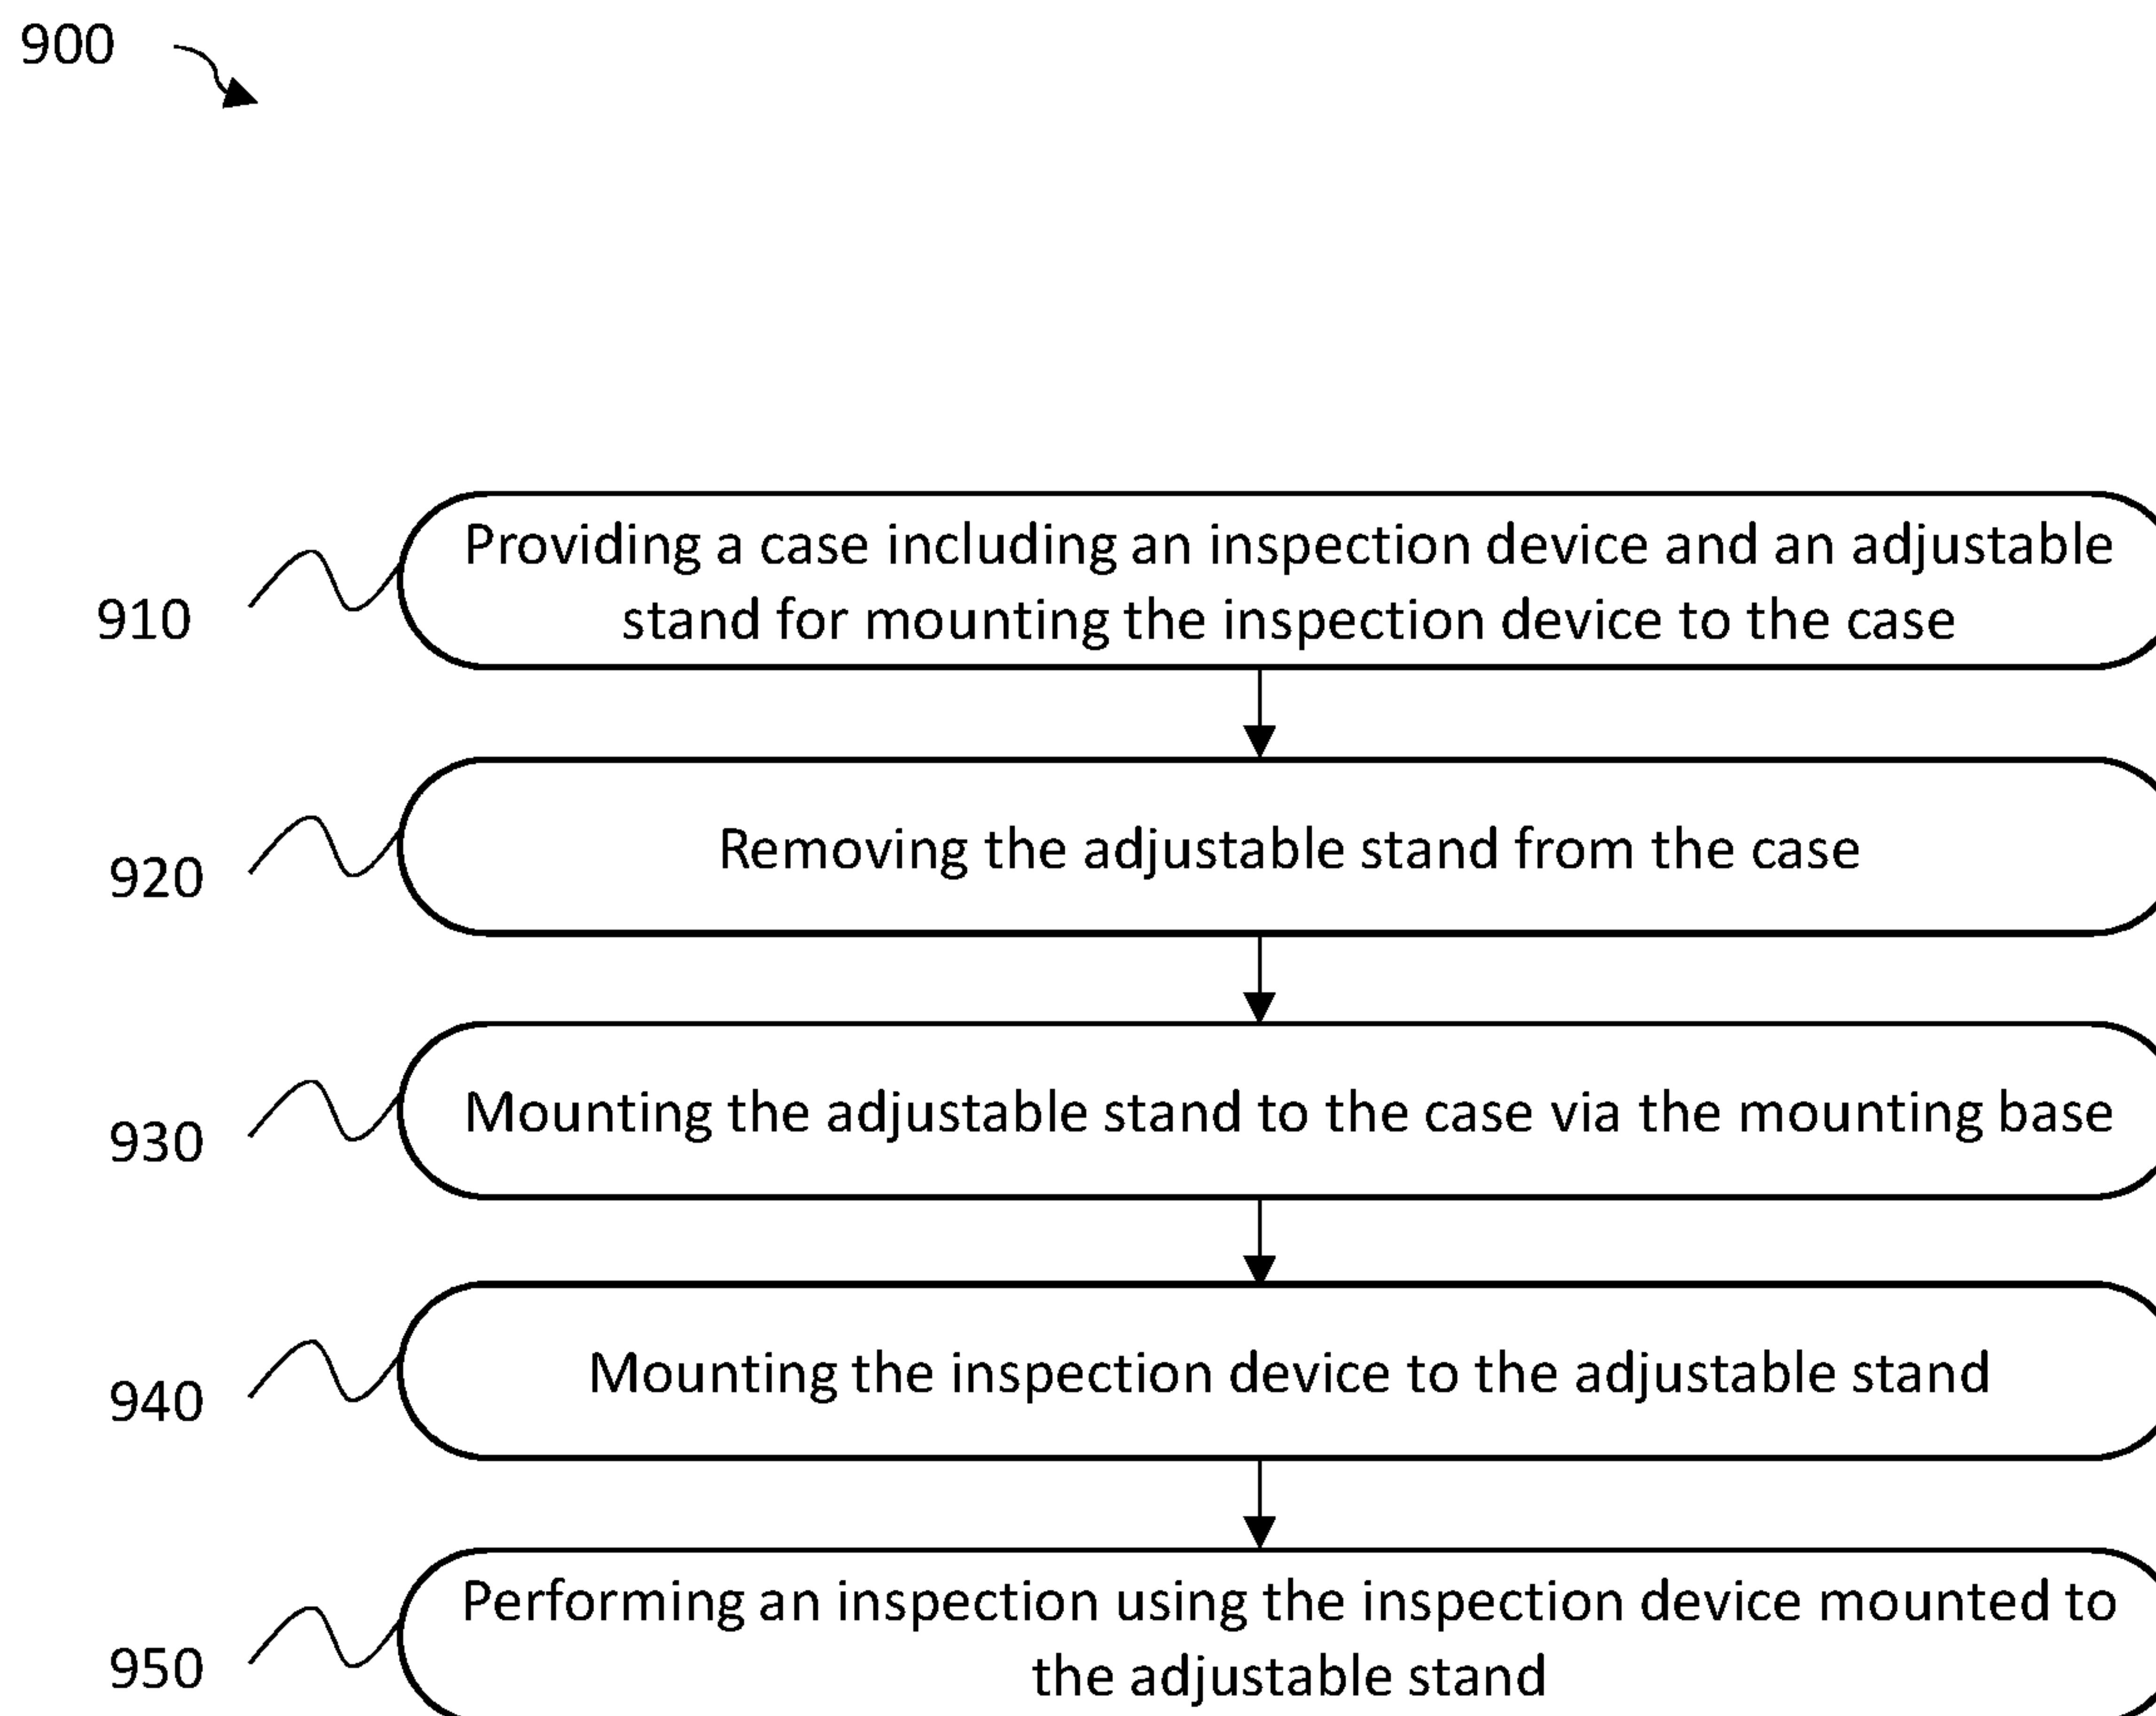 900
910
Providing a case including an inspection device and an adjustable
stand for mounting the inspection device to the case
920
Removing the adjustable stand from the case
930
Mounting the adjustable stand to the case via the mounting base
940
Mounting the inspection device to the adjustable stand
950
Performing an inspection using the inspection device mounted to
the adjustable stand